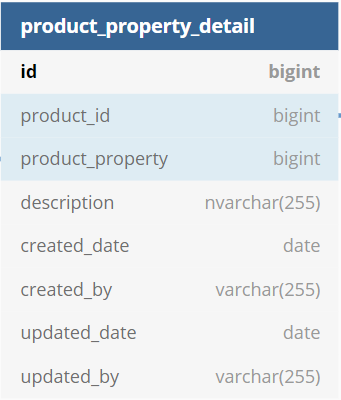 product_property_detail
id bigint
product_id bigint
product_property bigint
description nvarchar(255)
created_date date
created_by varchar(255)
updated_date date
updated_by varchar(255)